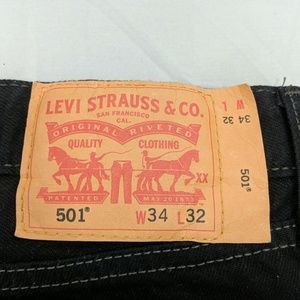 LEVI STRAUSS & CO.
SAN FRANCISCO
CAL.
ORIGINAL RIVETED
QUALITY CLOTHING
XX
PATENTED MAY 20 1873
501® W34 L32
W L
34 32
501®